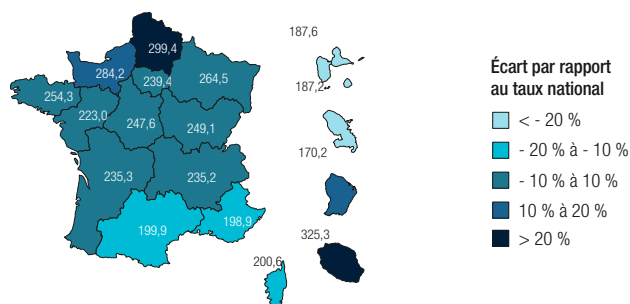 187,6
299,4
284,2
239,4
264,5
187,2
254,3
223,0
247,6
249,1
170,2
235,3
235,2
199,9
198,9
325,3
200,6
Écart par rapport
au taux national
< - 20 %
- 20 % à - 10 %
- 10 % à 10 %
10 % à 20 %
> 20 %